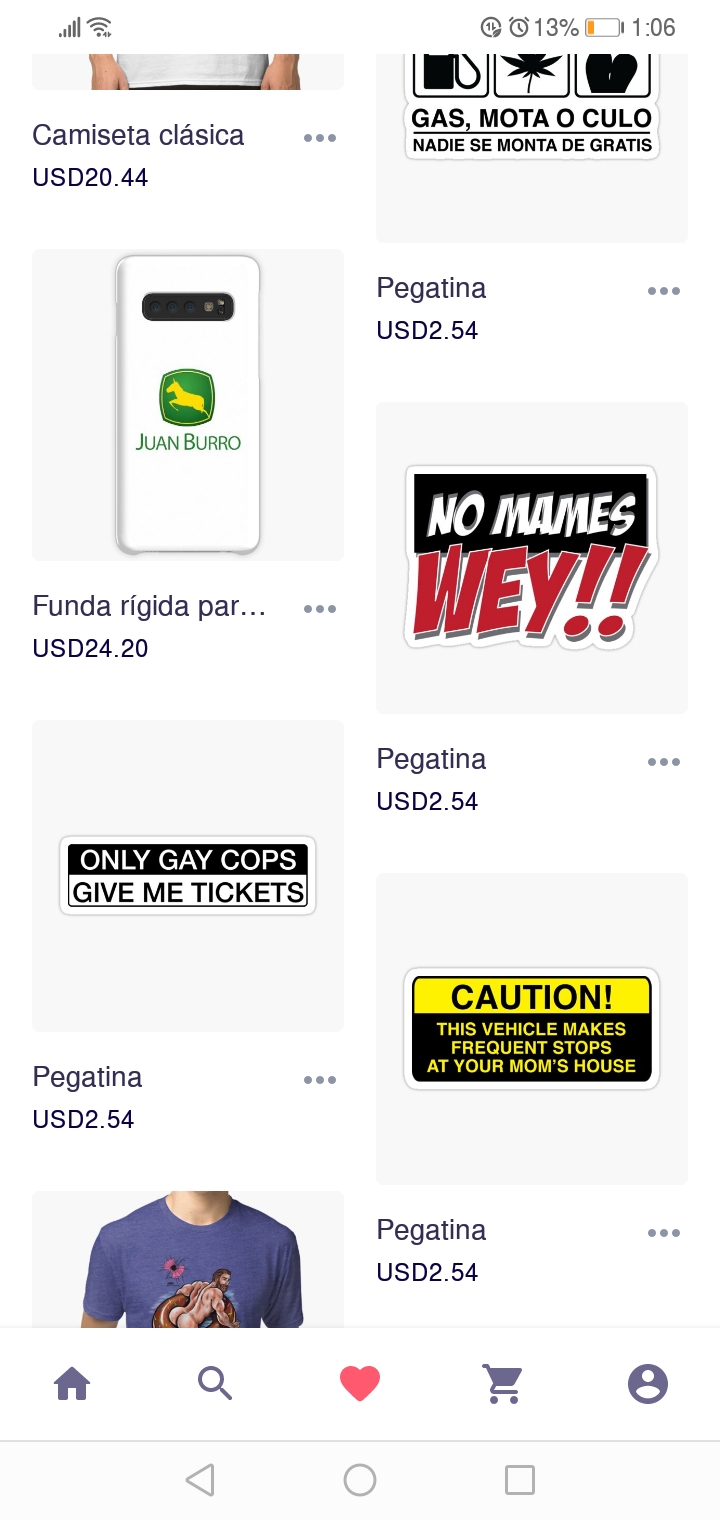 13% 1:06
Camiseta clásica
USD20.44
GAS, MOTA O CULO
NADIE SE MONTA DE GRATIS
Pegatina
USD2.54
JUAN BURRO
Funda rígida par...
USD24.20
NO MAMES
WEY!!
Pegatina
USD2.54
ONLY GAY COPS
GIVE ME TICKETS
Pegatina
USD2.54
CAUTION!
THIS VEHICLE MAKES
FREQUENT STOPS
AT YOUR MOM'S HOUSE
Pegatina
USD2.54